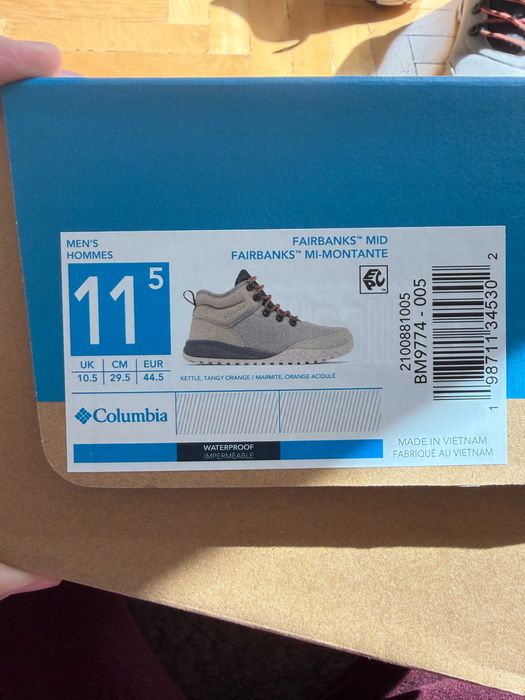 MEN'S
HOMMES
11 5
UK CM EUR
10.5 29.5 44.5
FAIRBANKS™ MID
FAIRBANKS™ MI-MONTANTE
KETTLE, TANGY ORANGE / MARMITE, ORANGE ACIDULÉ
Columbia
WATERPROOF
IMPERMÉABLE
2100881005
BM9774 - 005
1 98711 34530 2
MADE IN VIETNAM
FABRIQUÉ AU VIETNAM